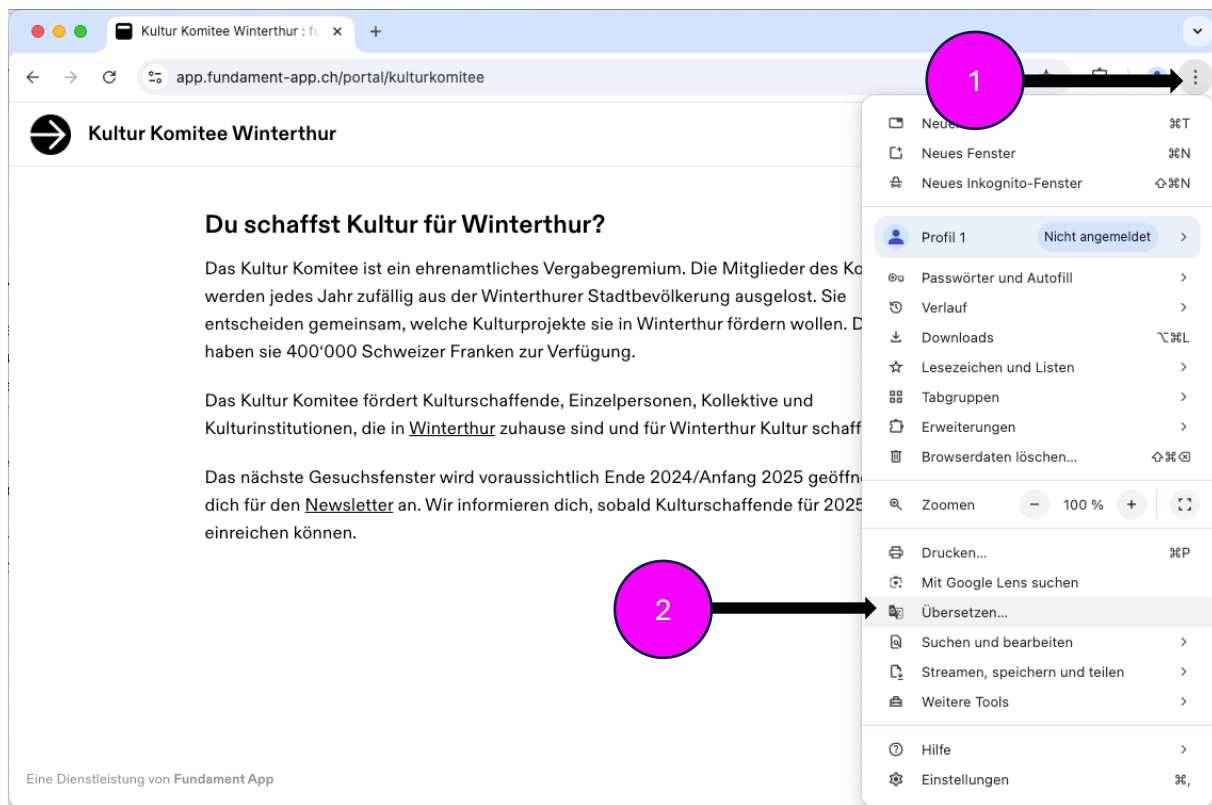 Kultur Komitee Winterthur : fu
app.fundament-app.ch/portal/kulturkomitee
1
Kultur Komitee Winterthur
Du schaffst Kultur für Winterthur?
Das Kultur Komitee ist ein ehrenamtliches Vergabegremium. Die Mitglieder des Ko
werden jedes Jahr zufällig aus der Winterthurer Stadtbevölkerung ausgelost. Sie
entscheiden gemeinsam, welche Kulturprojekte sie in Winterthur fördern wollen. D
haben sie 400‘000 Schweizer Franken zur Verfügung.
Das Kultur Komitee fördert Kulturschaffende, Einzelpersonen, Kollektive und
Kulturinstitutionen, die in Winterthur zuhause sind und für Winterthur Kultur schaff
Das nächste Gesuchsfenster wird voraussichtlich Ende 2024/Anfang 2025 geöffn
dich für den Newsletter an. Wir informieren dich, sobald Kulturschaffende für 2025
einreichen können.
2
Eine Dienstleistung von Fundament App
Neuer ⌘T
Neues Fenster ⌘N
Neues Inkognito-Fenster ⇧⌘N
Profil 1 Nicht angemeldet
Passwörter und Autofill
Verlauf
Downloads ⌥⌘L
Lesezeichen und Listen
Tabgruppen
Erweiterungen
Browserdaten löschen... ⇧⌘⌫
Zoomen − 100 % +
Drucken... ⌘P
Mit Google Lens suchen
Übersetzen...
Suchen und bearbeiten
Streamen, speichern und teilen
Weitere Tools
Hilfe
Einstellungen ⌘,